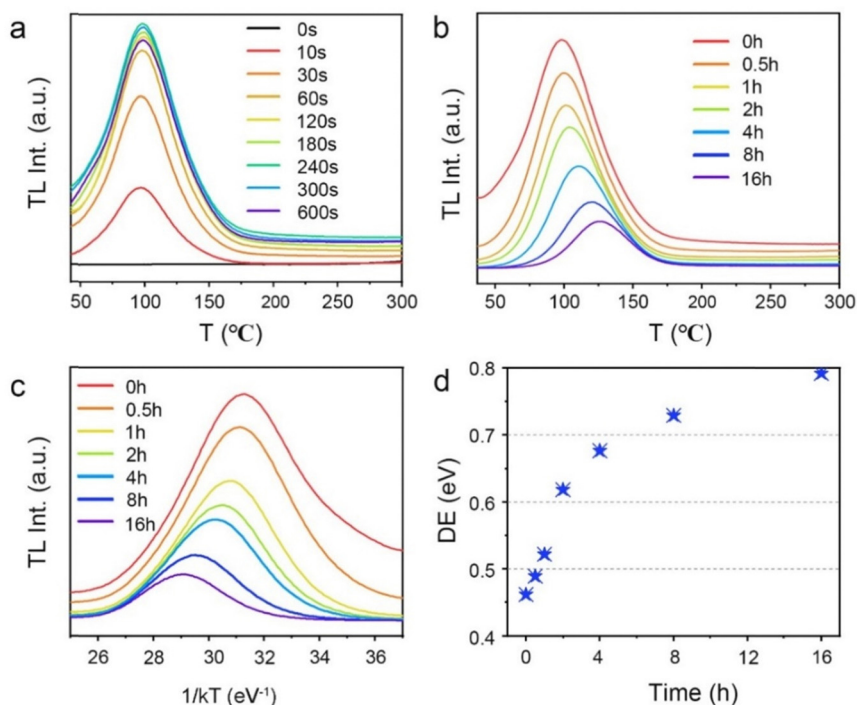 a
TL Int. (a.u.)
0s
10s
30s
60s
120s
180s
240s
300s
600s
50 100 150 200 250 300
T (°C)
b
TL Int. (a.u.)
0h
0.5h
1h
2h
4h
8h
16h
50 100 150 200 250 300
T (°C)
c
TL Int. (a.u.)
0h
0.5h
1h
2h
4h
8h
16h
26 28 30 32 34 36
1/kT (eV⁻¹)
d
DE (eV)
0.8
0.7
0.6
0.5
0.4
0 4 8 12 16
Time (h)